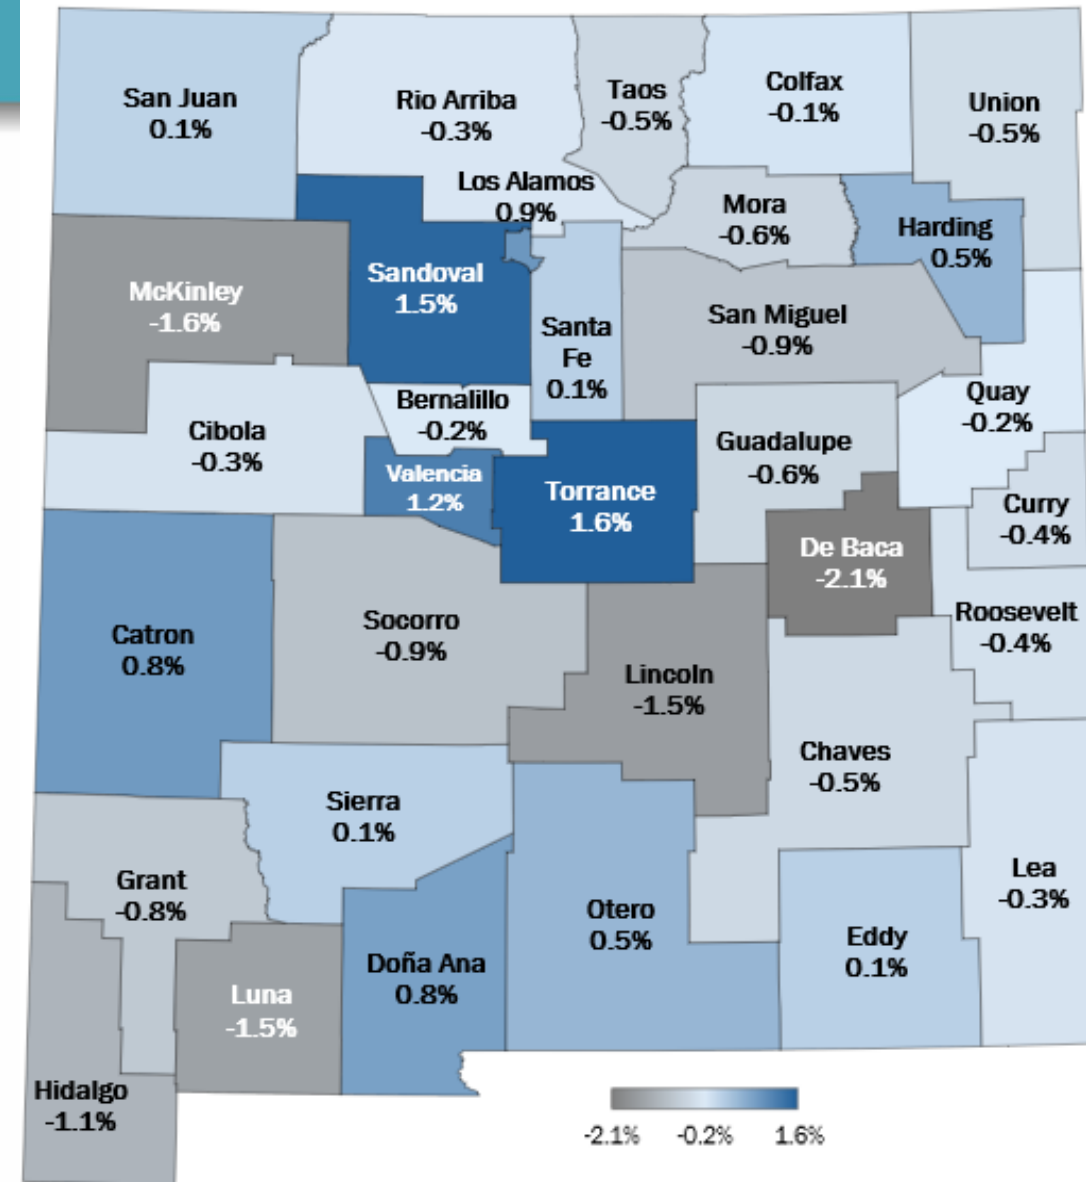 San Juan
0.1%
Rio Arriba
-0.3%
Taos
-0.5%
Colfax
-0.1%
Union
-0.5%
Los Alamos
0.9%
Mora
-0.6%
Harding
0.5%
McKinley
-1.6%
Sandoval
1.5%
Santa
Fe
0.1%
San Miguel
-0.9%
Quay
-0.2%
Cibola
-0.3%
Bernalillo
-0.2%
Valencia
1.2%
Torrance
1.6%
Guadalupe
-0.6%
Curry
-0.4%
De Baca
-2.1%
Roosevelt
-0.4%
Catron
0.8%
Socorro
-0.9%
Lincoln
-1.5%
Chaves
-0.5%
Sierra
0.1%
Grant
-0.8%
Otero
0.5%
Lea
-0.3%
Eddy
0.1%
Doña Ana
0.8%
Luna
-1.5%
Hidalgo
-1.1%
-2.1% -0.2% 1.6%